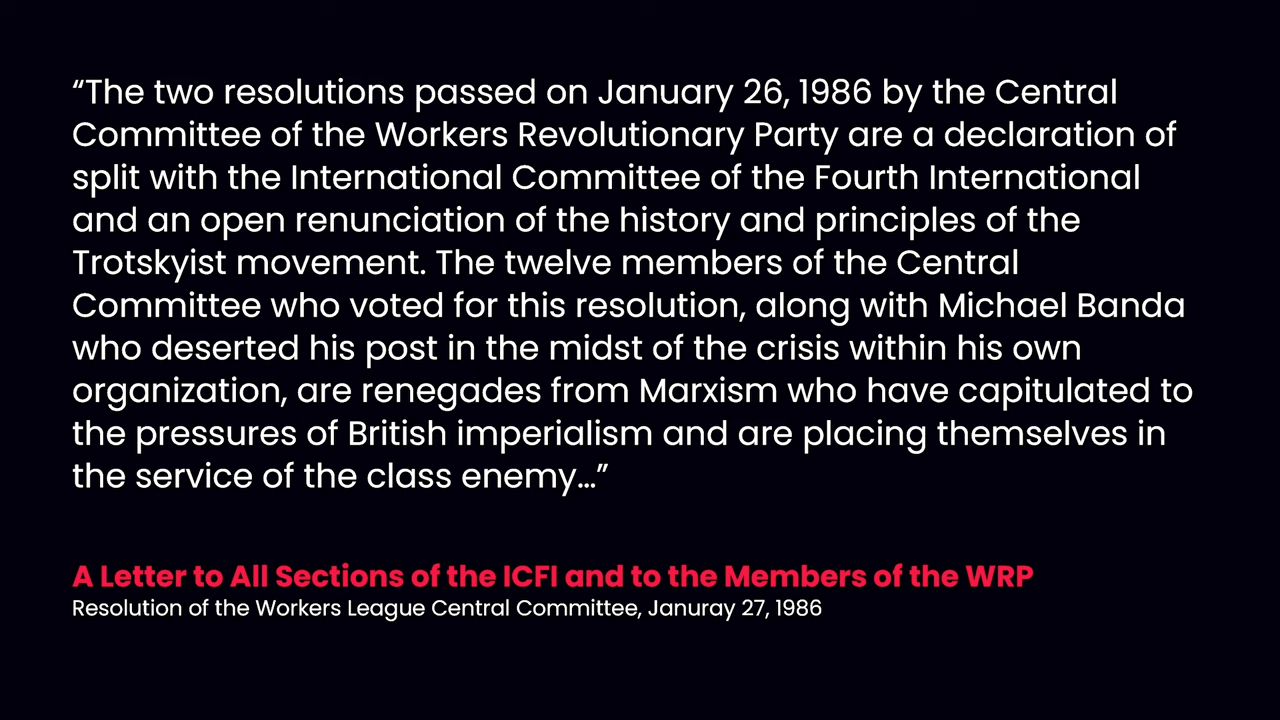 “The two resolutions passed on January 26, 1986 by the Central
Committee of the Workers Revolutionary Party are a declaration of
split with the International Committee of the Fourth International
and an open renunciation of the history and principles of the
Trotskyist movement. The twelve members of the Central
Committee who voted for this resolution, along with Michael Banda
who deserted his post in the midst of the crisis within his own
organization, are renegades from Marxism who have capitulated to
the pressures of British imperialism and are placing themselves in
the service of the class enemy...”
A Letter to All Sections of the ICFI and to the Members of the WRP
Resolution of the Workers League Central Committee, Januray 27, 1986